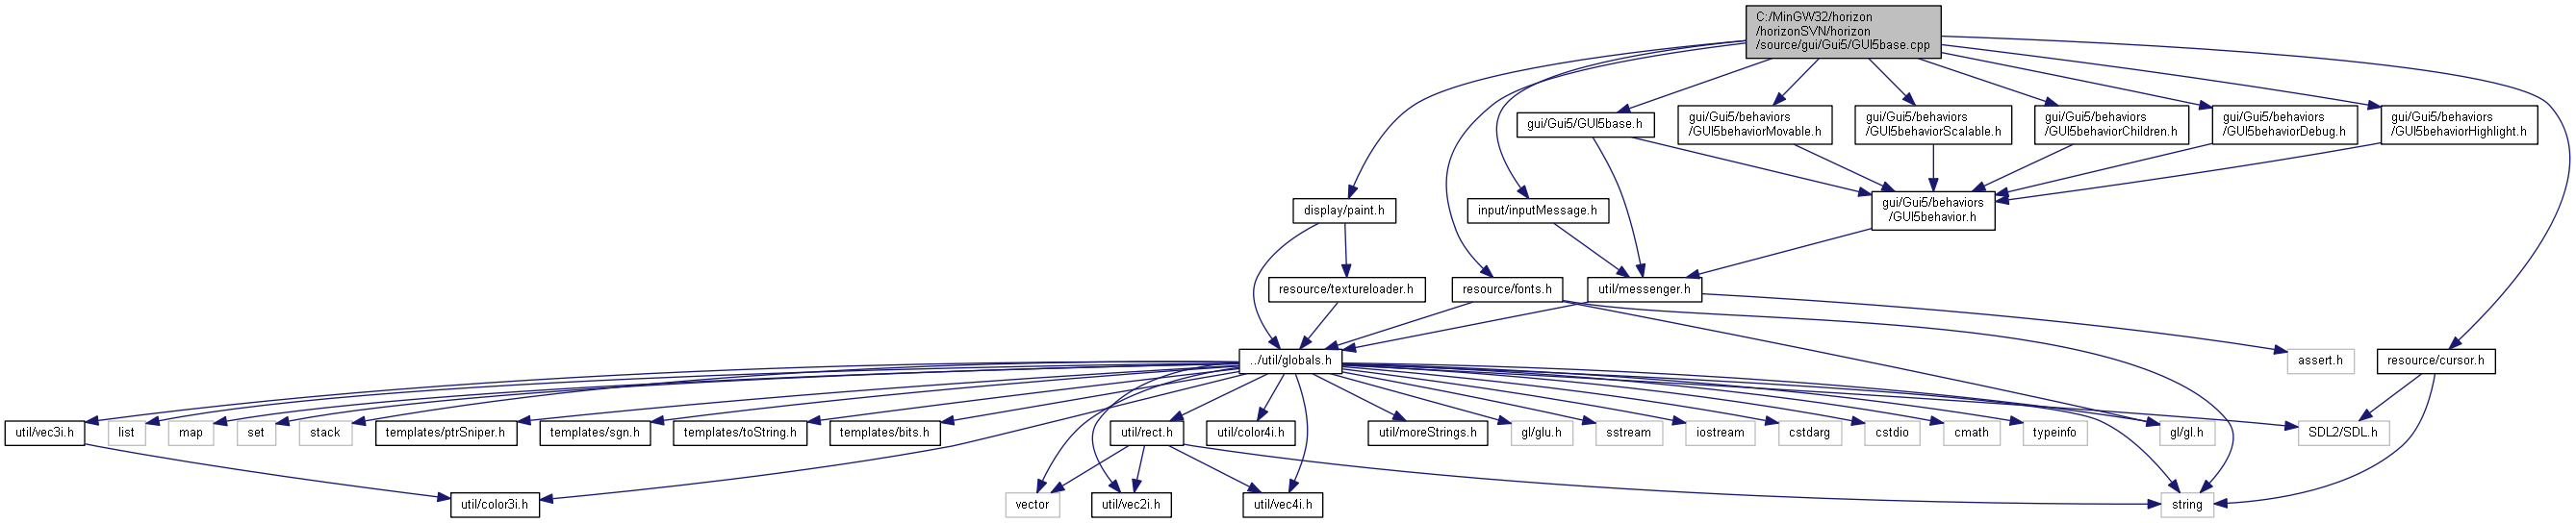 C:/MinGW32/horizon
/horizonSVN/horizon
/source/gui/Gui5/GUI5base.cpp
gui/Gui5/GUI5base.h
gui/Gui5/behaviors
/GUI5behaviorMovable.h
gui/Gui5/behaviors
/GUI5behaviorScalable.h
gui/Gui5/behaviors
/GUI5behaviorChildren.h
gui/Gui5/behaviors
/GUI5behaviorDebug.h
gui/Gui5/behaviors
/GUI5behaviorHighlight.h
display/paint.h
input/inputMessage.h
gui/Gui5/behaviors
/GUI5behavior.h
resource/textureloader.h
resource/fonts.h
util/messenger.h
../util/globals.h
assert.h
resource/cursor.h
util/vec3i.h
list
map
set
stack
templates/ptrSniper.h
templates/sgn.h
templates/toString.h
templates/bits.h
util/rect.h
util/color4i.h
util/moreStrings.h
gl/glu.h
sstream
iostream
cstdarg
cstdio
cmath
typeinfo
gl/gl.h
SDL2/SDL.h
util/color3i.h
vector
util/vec2i.h
util/vec4i.h
string